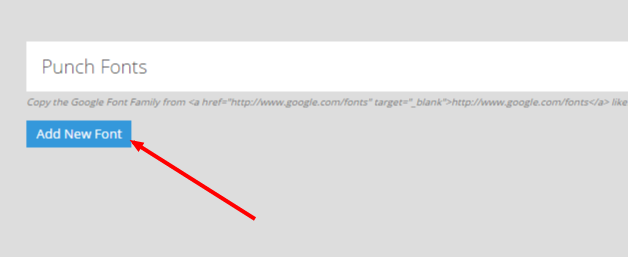 Punch Fonts
Copy the Google Font Family from <a href="http://www.google.com/fonts" target="_blank">http://www.google.com/fonts</a> like
Add New Font